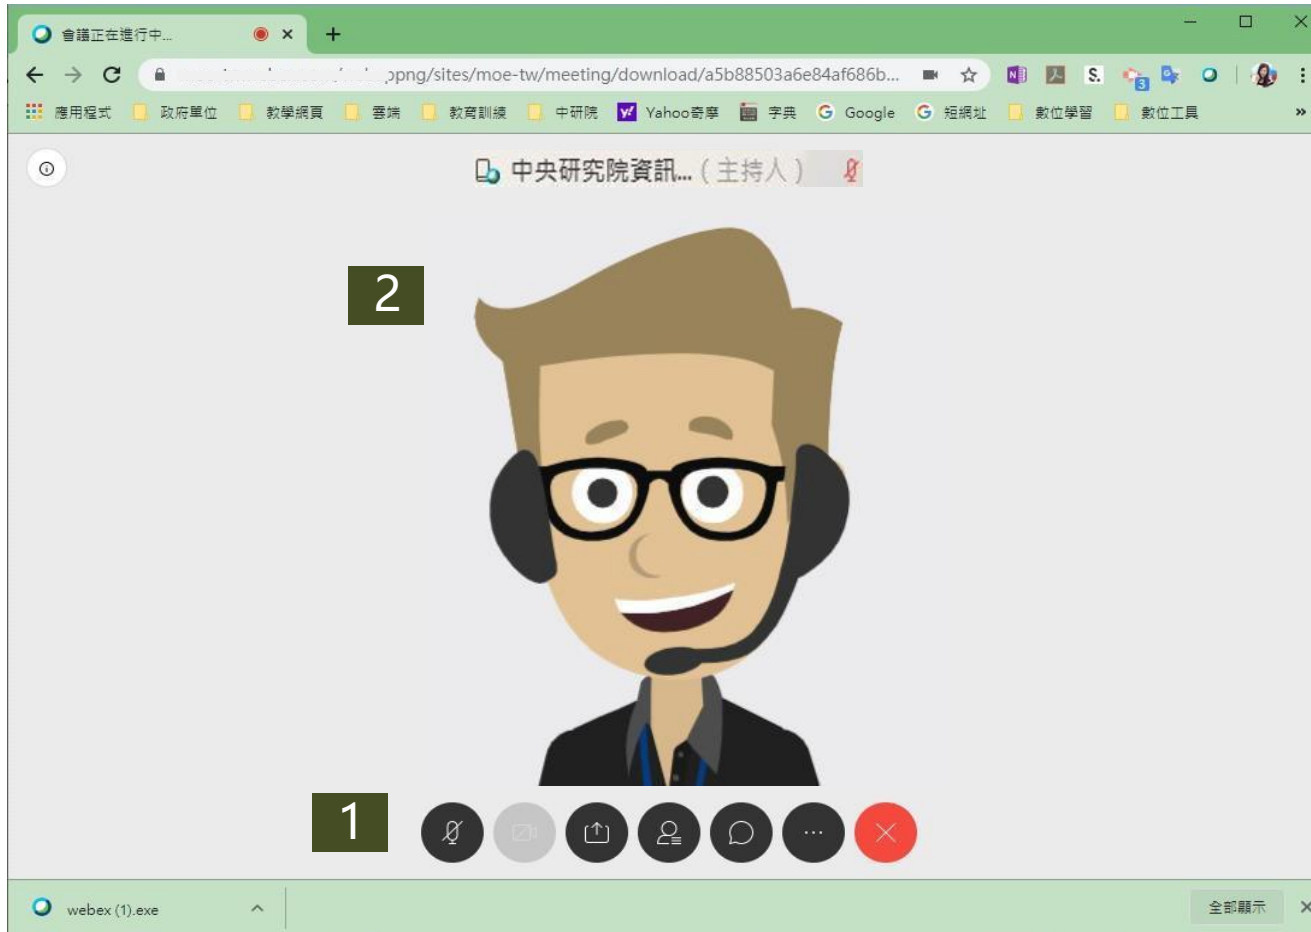 會議正在進行中...
ppng/sites/moe-tw/meeting/download/a5b88503a6e84af686b...
N
S.
3
應用程式 政府單位 教學網頁 雲端 教育訓練 中研院 Yahoo奇摩 字典 Google 短網址 數位學習 數位工具 »
中央研究院資訊... ( 主持人 )
2
1
webex (1).exe
全部顯示